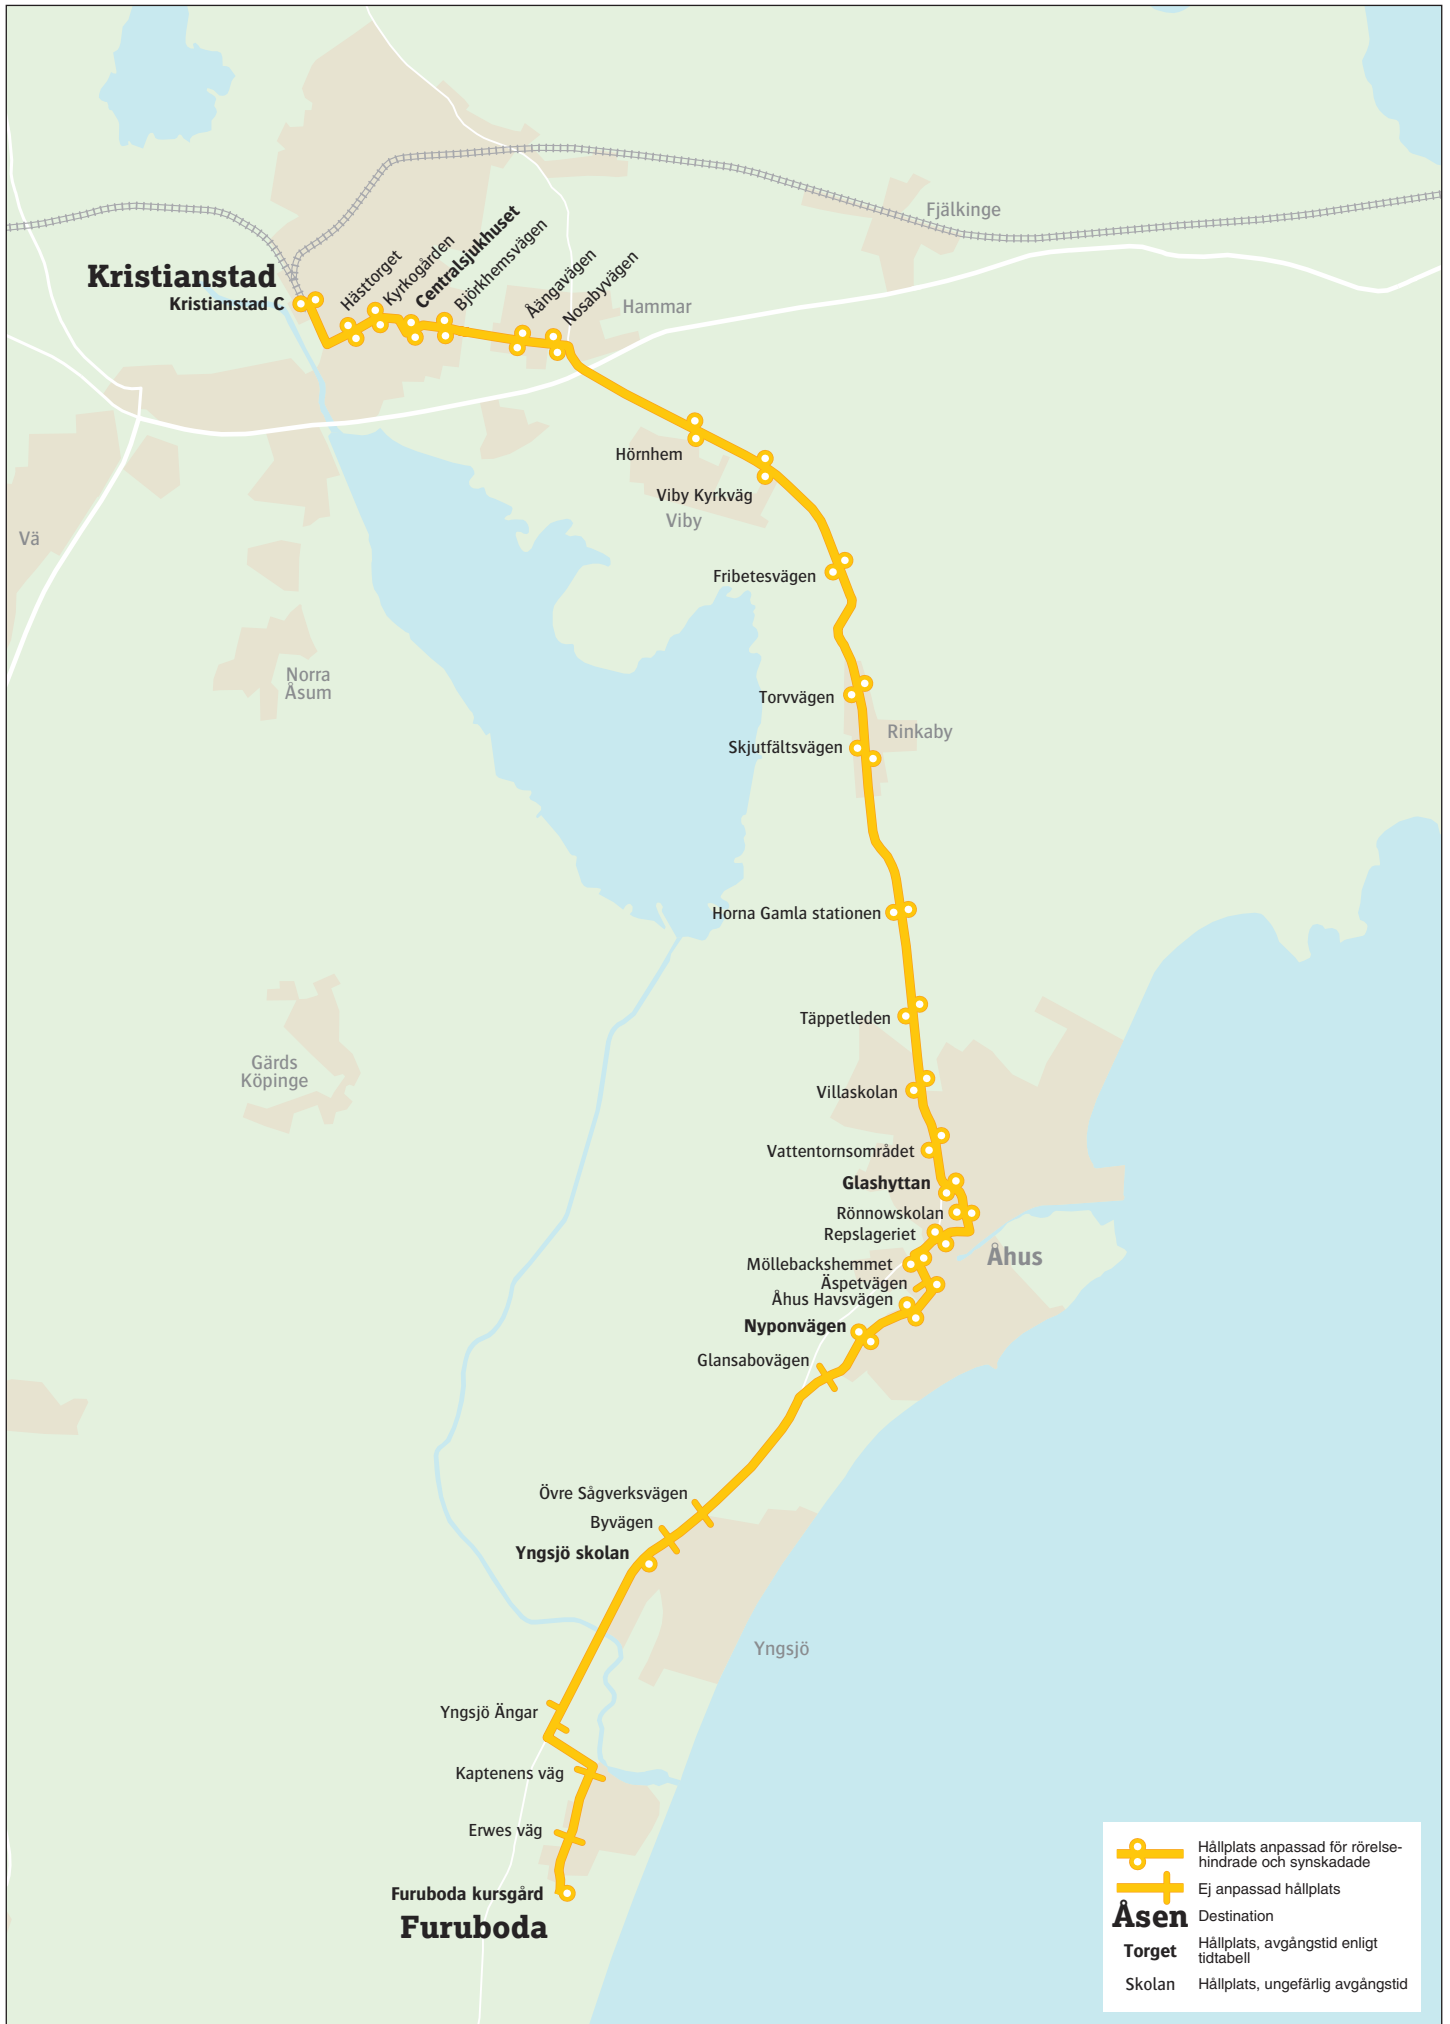 Kristianstad
Kristianstad C
Hästtorget
Kyrkogården
Centralsjukhuset
Björkhemsvägen
Åängavägen
Nosabyvägen
Fjälkinge
Hammar
Hörnhem
Viby Kyrkväg
Viby
Vä
Fribetesvägen
Norra
Åsum
Torvvägen
Rinkaby
Skjutfältsvägen
Horna Gamla stationen
Täppetleden
Gärds
Köpinge
Villaskolan
Vattentornsområdet
Glashyttan
Rönnowskolan
Repslageriet
Åhus
Möllebackshemmet
Äspetvägen
Åhus Havsvägen
Nyponvägen
Glansabovägen
Övre Sågverksvägen
Byvägen
Yngsjö skolan
Yngsjö
Yngsjö Ängar
Kaptenens väg
Erwes väg
Furuboda kursgård
Furuboda
Hållplats anpassad för rörelse-
hindrade och synskadade
Ej anpassad hållplats
Åsen Destination
Torget Hållplats, avgångstid enligt
tidtabell
Skolan Hållplats, ungefärlig avgångstid